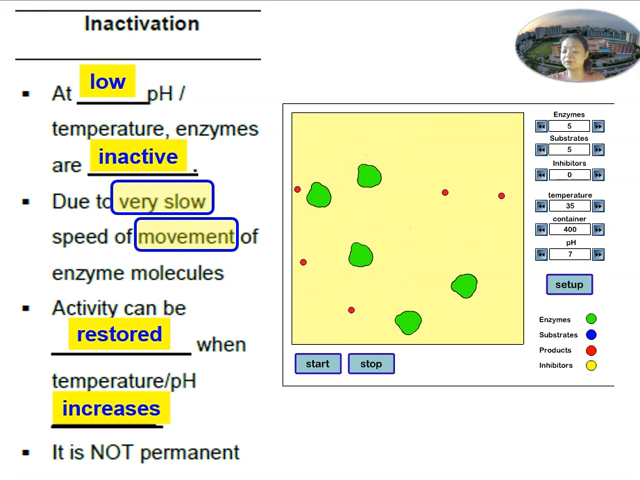 Inactivation
▪ At low pH /
temperature, enzymes
are inactive .
▪ Due to very slow
speed of movement of
enzyme molecules
▪ Activity can be
restored when
temperature/pH
increases
▪ It is NOT permanent
Enzymes
5
Substrates
5
Inhibitors
0
temperature
35
container
400
pH
7
setup
Enzymes
Substrates
Products
Inhibitors
start stop